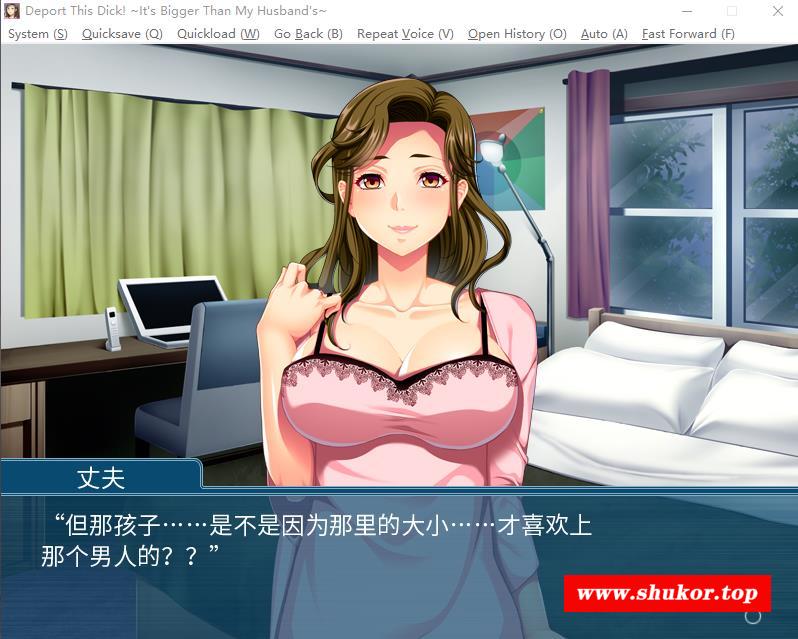 Deport This Dick! ~It's Bigger Than My Husband's~
System (S) Quicksave (Q) Quickload (W) Go Back (B) Repeat Voice (V) Open History (O) Auto (A) Fast Forward (F)
丈夫
“但那孩子……是不是因为那里的大小……才喜欢上
那个男人的？？”
www.shukor.top